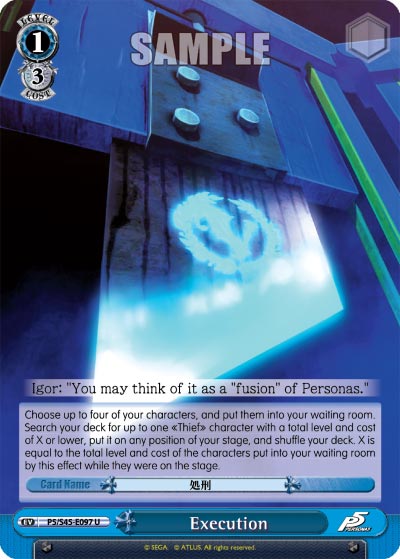 LEVEL
1
3
COST
SAMPLE
Igor: "You may think of it as a "fusion" of Personas."
Choose up to four of your characters, and put them into your waiting room.
Search your deck for up to one «Thief» character with a total level and cost
of X or lower, put it on any position of your stage, and shuffle your deck. X is
equal to the total level and cost of the characters put into your waiting room
by this effect while they were on the stage.
Card Name 処刑
EV P5/S45-E097 U
Execution
P5
PERSONA5
© SEGA © ATLUS. All rights reserved.